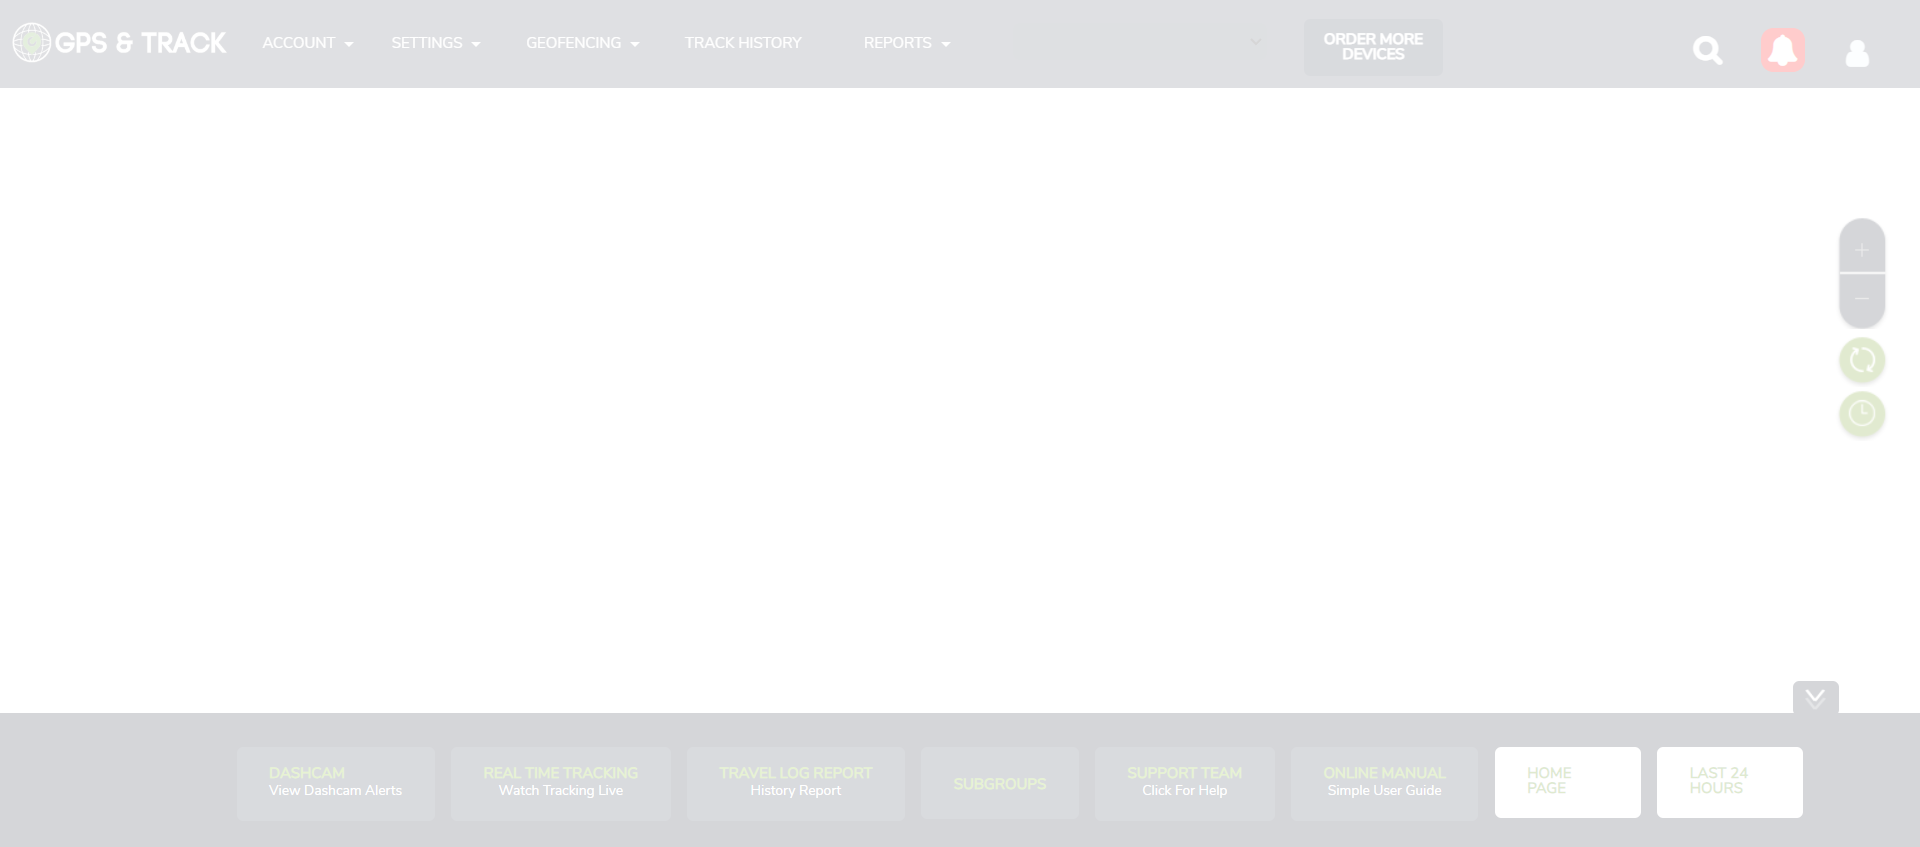 GPS & TRACK
ACCOUNT
SETTINGS
GEOFENCING
TRACK HISTORY
REPORTS
ORDER MORE
DEVICES
DASHCAM
View Dashcam Alerts
REAL TIME TRACKING
Watch Tracking Live
TRAVEL LOG REPORT
History Report
SUBGROUPS
SUPPORT TEAM
Click For Help
ONLINE MANUAL
Simple User Guide
HOME
PAGE
LAST 24
HOURS